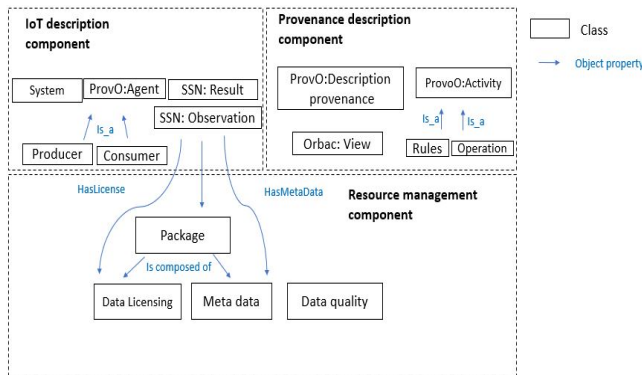 IoT description
component
System
ProvO:Agent
SSN: Result
SSN: Observation
Is_a
Producer
Consumer
Provenance description
component
ProvO:Description
provenance
ProvoO:Activity
Is_a
Is_a
Orbac: View
Rules
Operation
Class
Object property
HasLicense
HasMetaData
Resource management
component
Package
Is composed of
Data Licensing
Meta data
Data quality